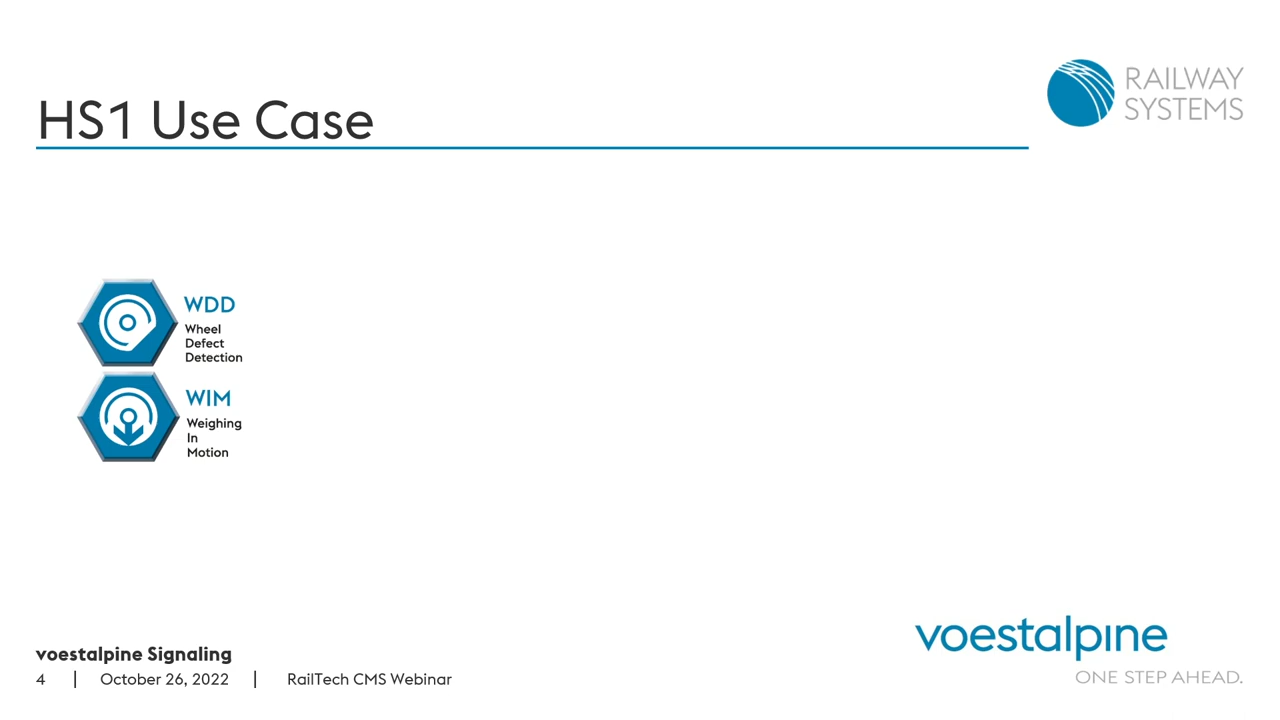 RAILWAY
SYSTEMS
HS1 Use Case
WDD
Wheel
Defect
Detection
WIM
Weighing
In
Motion
voestalpine
ONE STEP AHEAD.
voestalpine Signaling
4 | October 26, 2022 | RailTech CMS Webinar